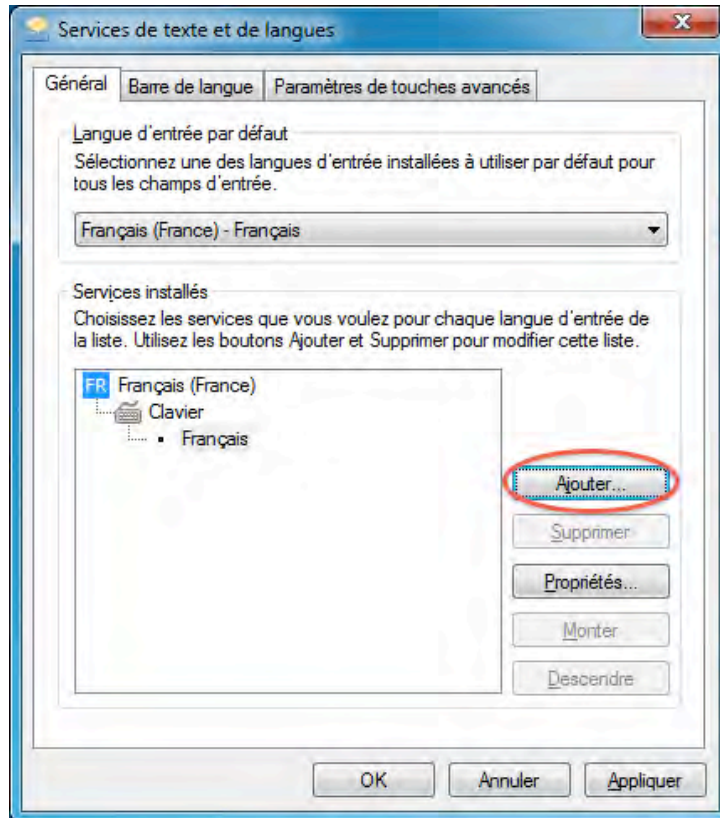 Services de texte et de langues
Général
Barre de langue
Paramètres de touches avancés
Langue d'entrée par défaut
Sélectionnez une des langues d'entrée installées à utiliser par défaut pour
tous les champs d'entrée.
Français (France) - Français
Services installés
Choisissez les services que vous voulez pour chaque langue d'entrée de
la liste. Utilisez les boutons Ajouter et Supprimer pour modifier cette liste.
FR Français (France)
Clavier
Français
Ajouter...
Supprimer
Propriétés...
Monter
Descendre
OK
Annuler
Appliquer